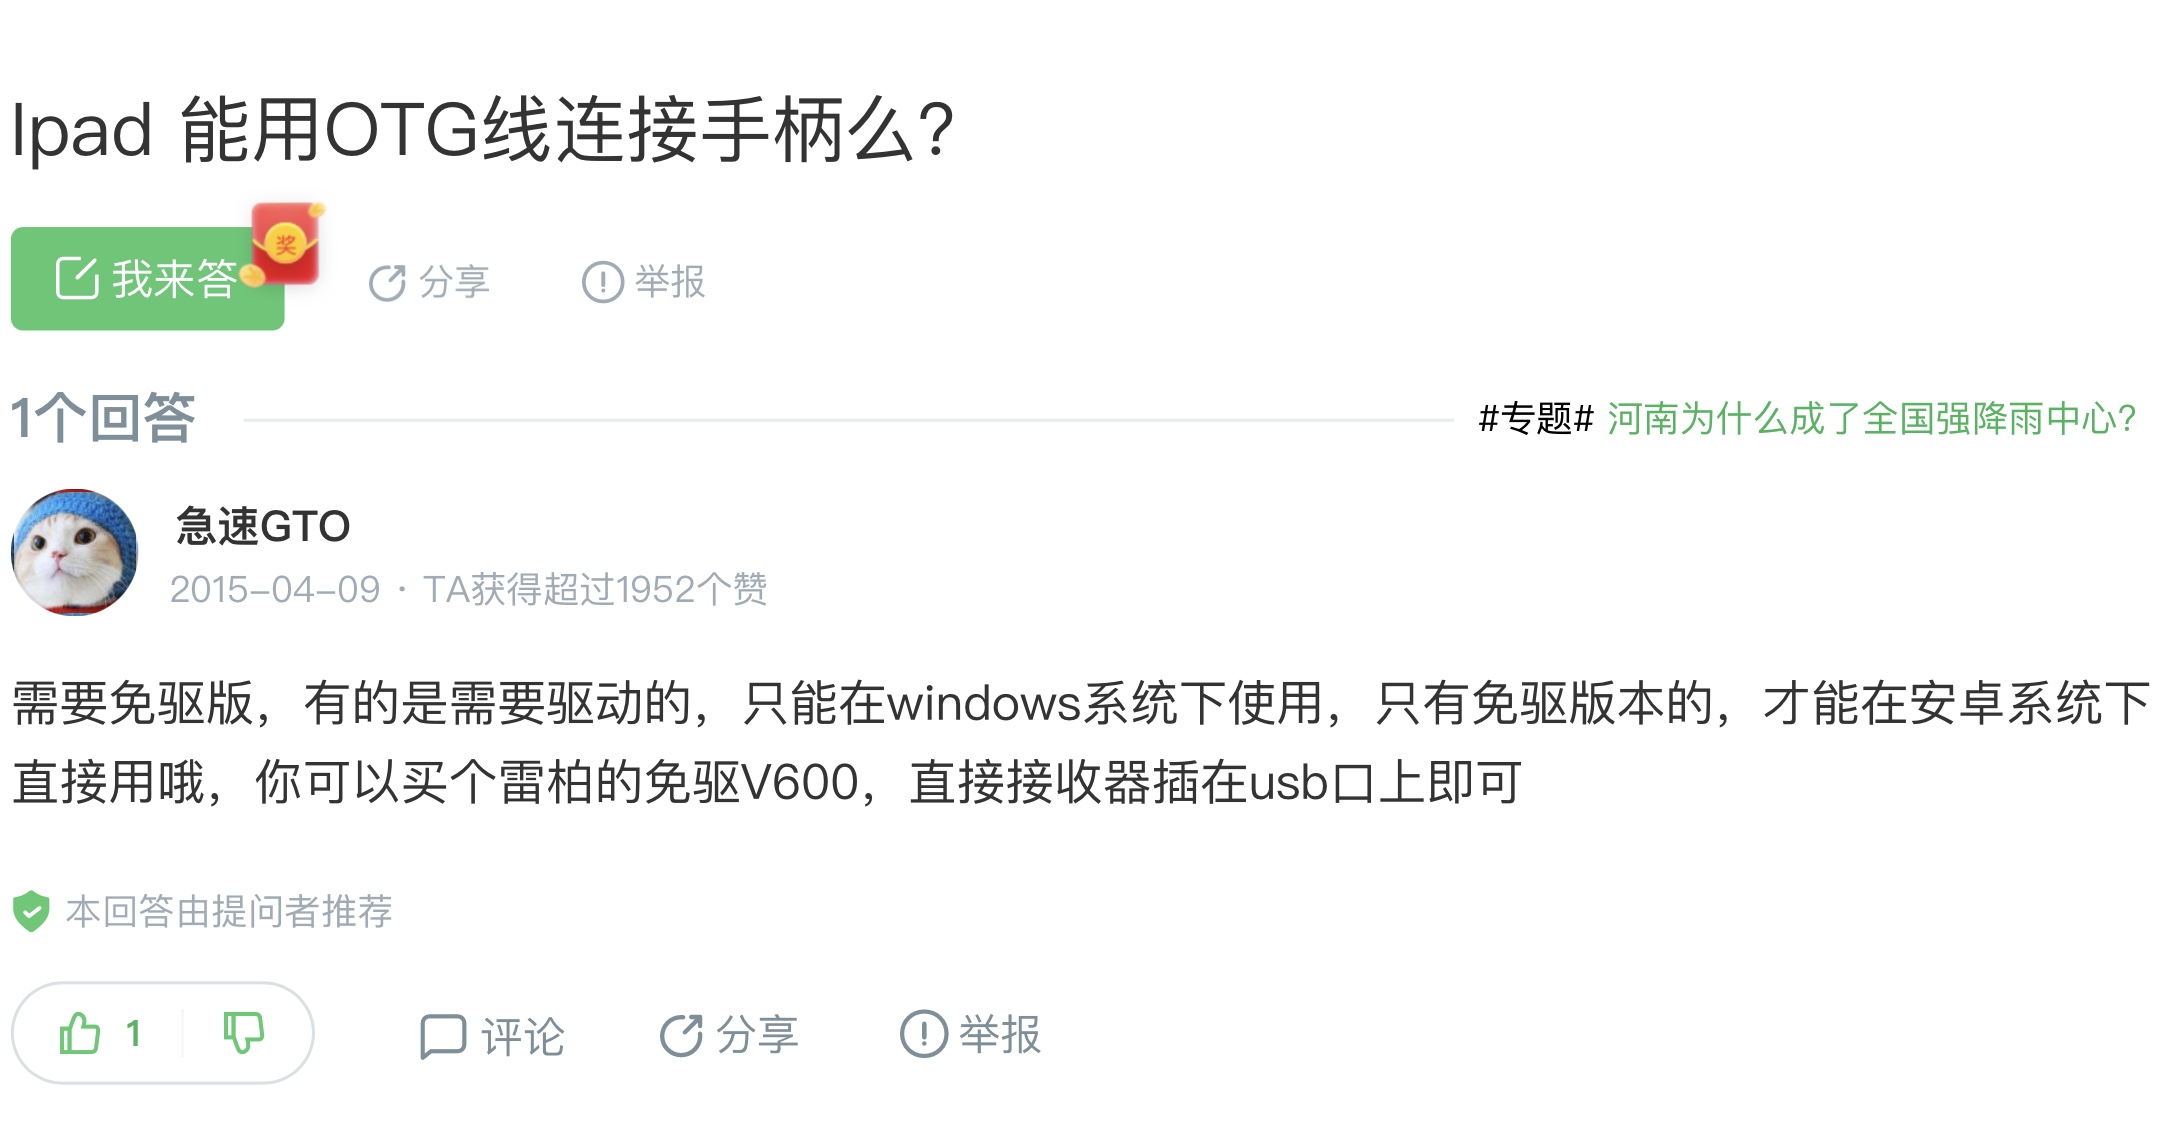 Ipad 能用OTG线连接手柄么?
奖
我来答 分享 举报
1个回答 #专题# 河南为什么成了全国强降雨中心?
急速GTO
2015-04-09 · TA获得超过1952个赞
需要免驱版，有的是需要驱动的，只能在windows系统下使用，只有免驱版本的，才能在安卓系统下
直接用哦，你可以买个雷柏的免驱V600，直接接收器插在usb口上即可
本回答由提问者推荐
1 评论 分享 举报